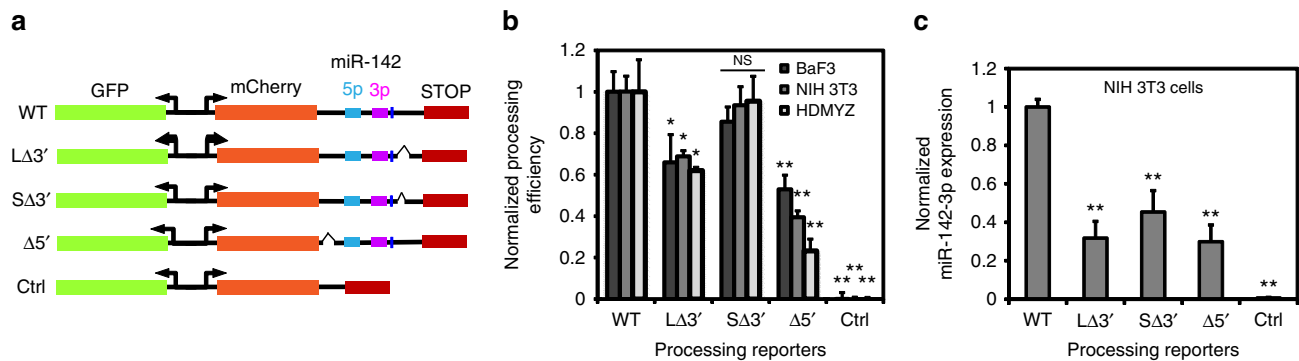 a
miR-142
GFP
mCherry
5p
3p
STOP
WT
LΔ3′
SΔ3′
Δ5′
Ctrl
b
Normalized processing
efficiency
1.2
1
0.8
0.6
0.4
0.2
0
NS
BaF3
NIH 3T3
HDMYZ
* * *
** ** **
** ** **
WT LΔ3′ SΔ3′ Δ5′ Ctrl
Processing reporters
c
Normalized
miR-142-3p expression
1.2
1
0.8
0.6
0.4
0.2
0
NIH 3T3 cells
** ** ** **
WT LΔ3′ SΔ3′ Δ5′ Ctrl
Processing reporters